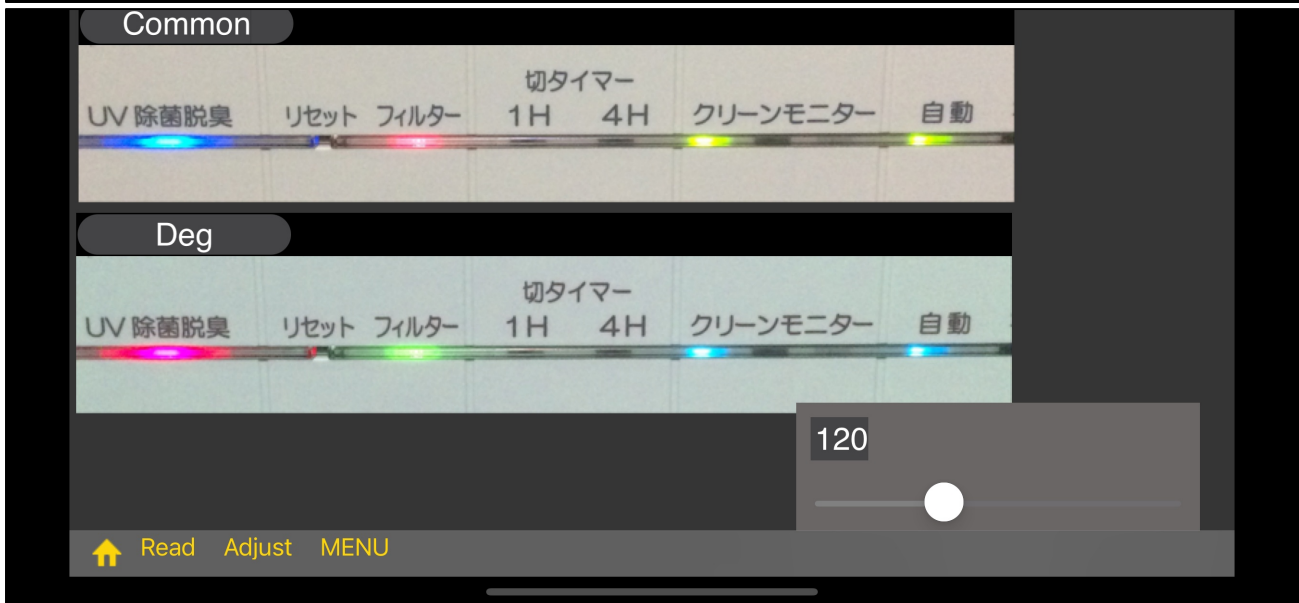 Common
切タイマー
UV 除菌脱臭 リセット フィルター 1H 4H クリーンモニター 自動
Deg
切タイマー
UV 除菌脱臭 リセット フィルター 1H 4H クリーンモニター 自動
120
Read Adjust MENU